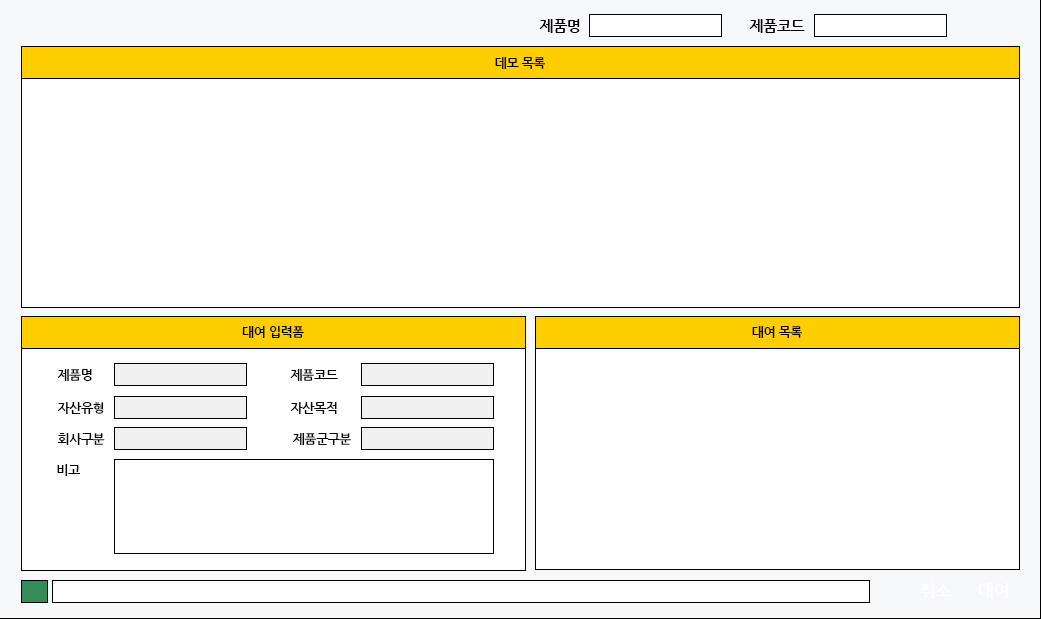 제품명 제품코드
데모 목록
대여 입력폼
제품명 제품코드
자산유형 자산목적
회사구분 제품군구분
비고
대여 목록
취소 대여